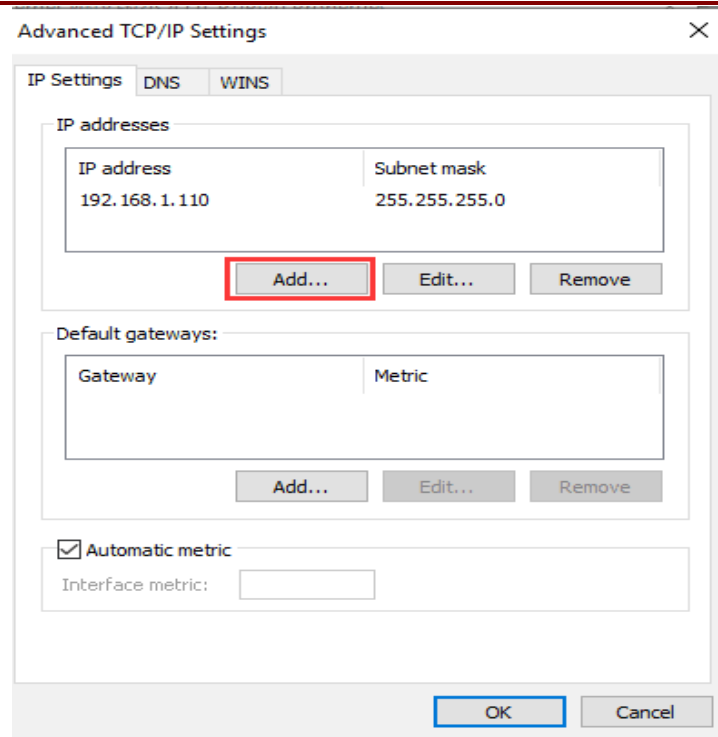 Advanced TCP/IP Settings
IP Settings DNS WINS
IP addresses
IP address Subnet mask
192.168.1.110 255.255.255.0
Add... Edit... Remove
Default gateways:
Gateway Metric
Add... Edit... Remove
Automatic metric
Interface metric:
OK Cancel